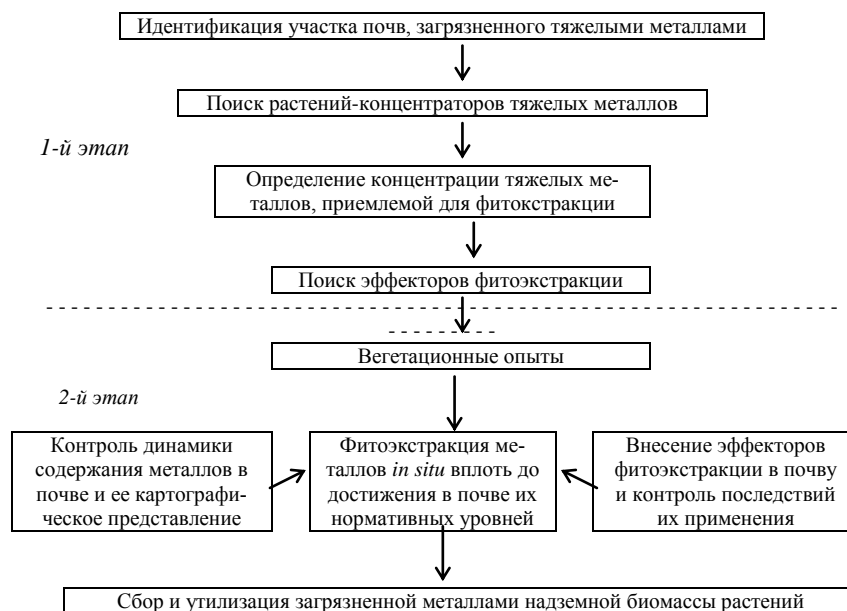 Идентификация участка почв, загрязненного тяжелыми металлами
Поиск растений-концентраторов тяжелых металлов
1-й этап
Определение концентрации тяжелых ме-
таллов, приемлемой для фитокстракции
Поиск эффекторов фитоэкстракции
Вегетационные опыты
2-й этап
Контроль динамики
содержания металлов в
почве и ее картографи-
ческое представление
Фитоэкстракция ме-
таллов in situ вплоть до
достижения в почве их
нормативных уровней
Внесение эффекторов
фитоэкстракции в почву
и контроль последствий
их применения
Сбор и утилизация загрязненной металлами надземной биомассы растений